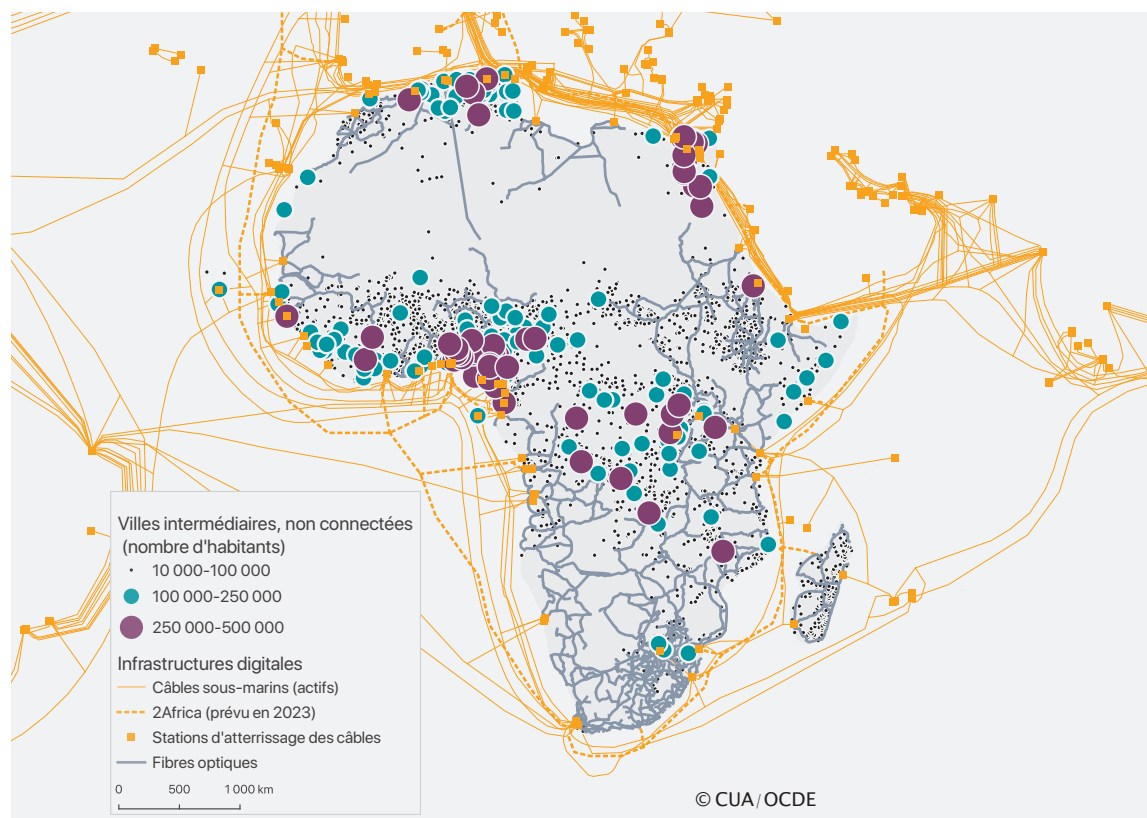 Villes intermédiaires, non connectées
(nombre d'habitants)
10 000-100 000
100 000-250 000
250 000-500 000
Infrastructures digitales
Câbles sous-marins (actifs)
2Africa (prévu en 2023)
Stations d'atterrissage des câbles
Fibres optiques
0 500 1 000 km
© CUA/OCDE